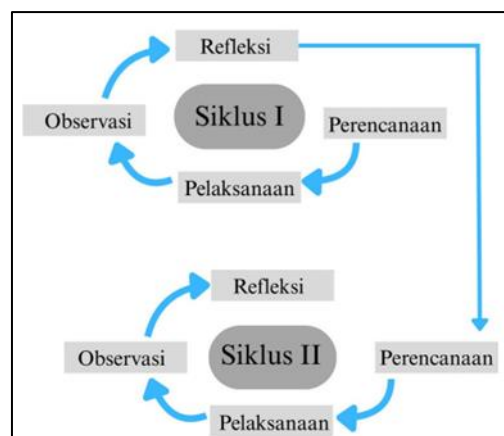 Refleksi
Observasi
Siklus I
Perencanaan
Pelaksanaan
Refleksi
Observasi
Siklus II
Perencanaan
Pelaksanaan